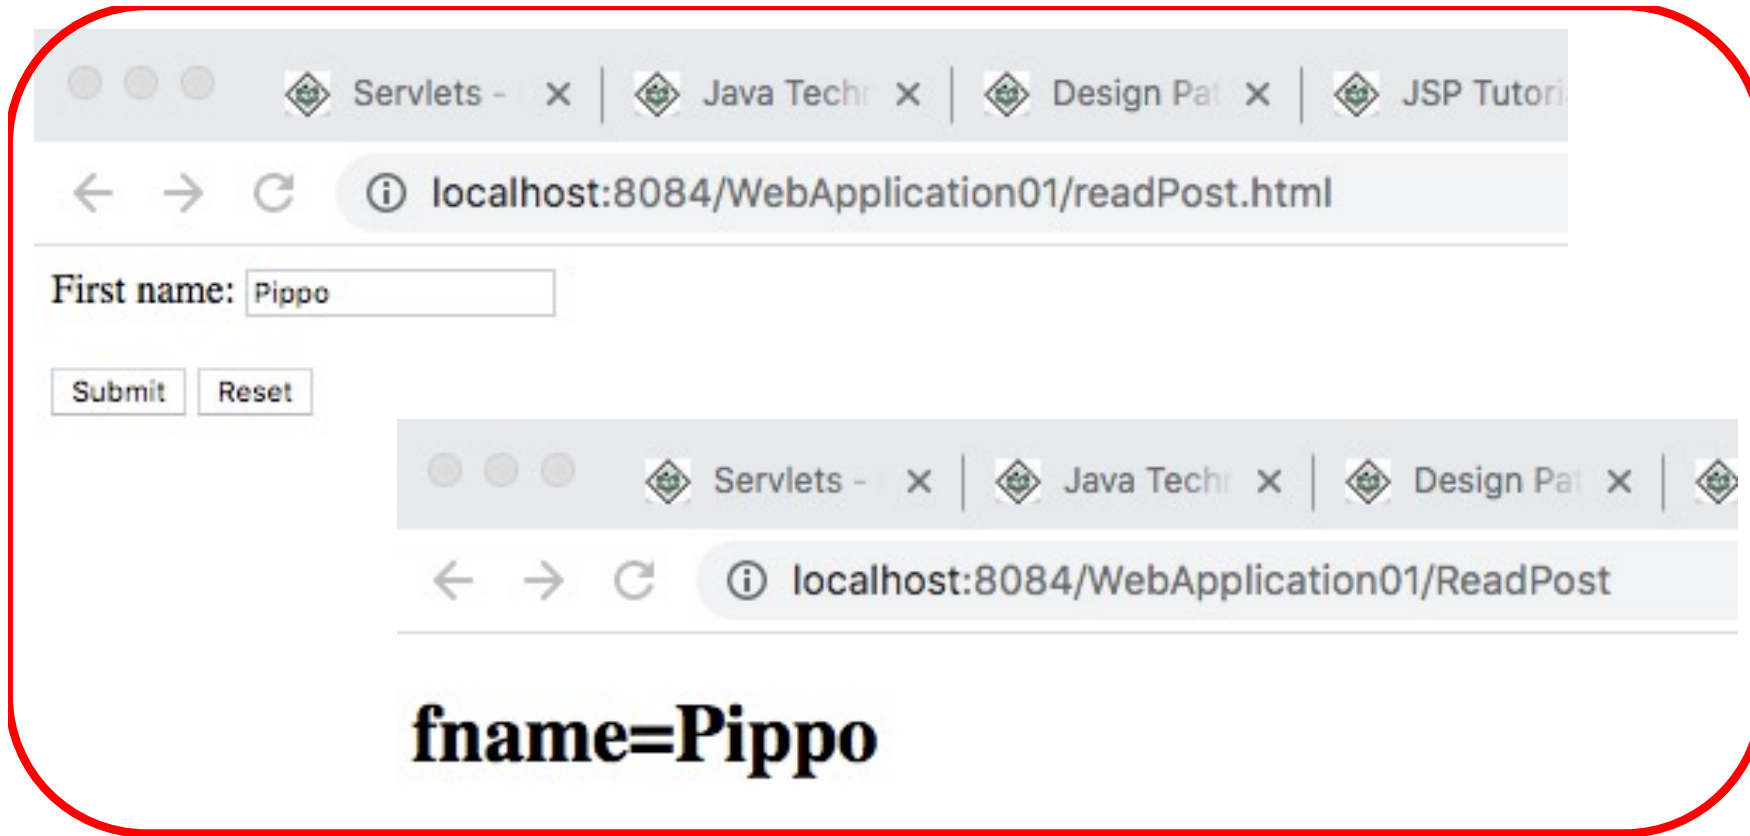 Servlets - Java Tech Design Pat JSP Tutori
localhost:8084/WebApplication01/readPost.html
First name: Pippo
Submit Reset
Servlets - Java Tech Design Pat
localhost:8084/WebApplication01/ReadPost
fname=Pippo